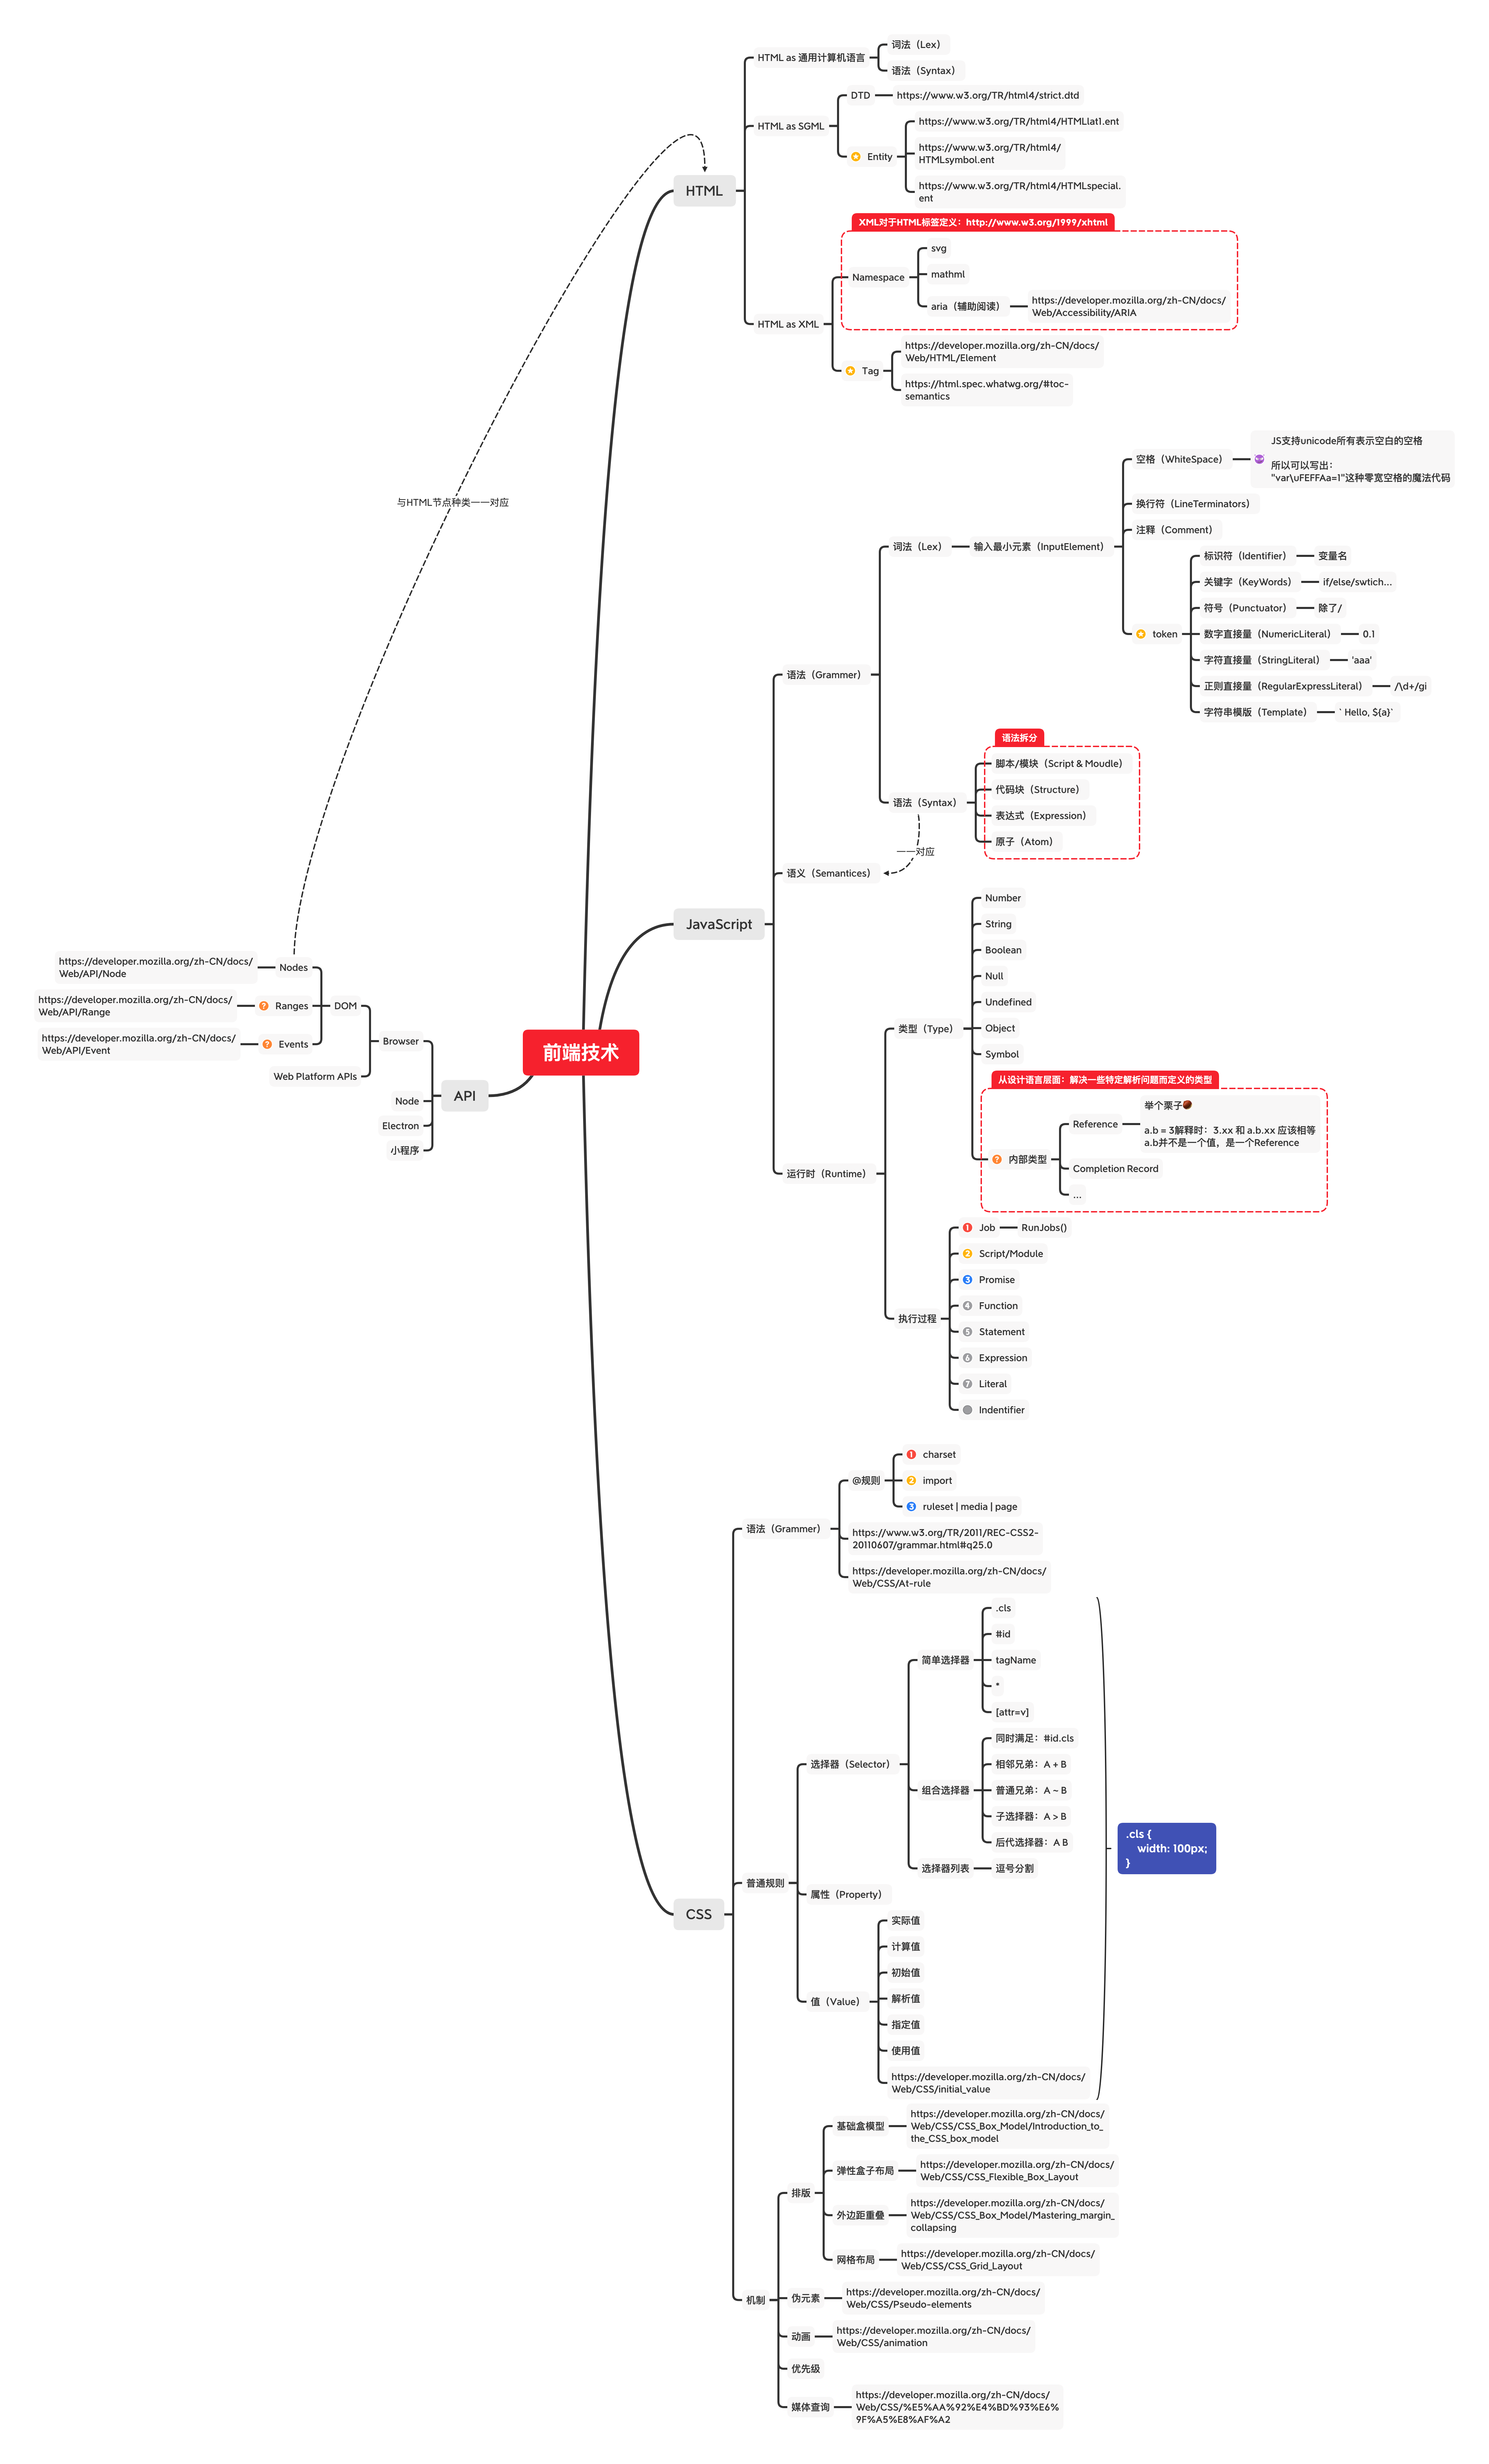 HTML as 通用计算机语言
词法（Lex）
语法（Syntax）
HTML as SGML
DTD
https://www.w3.org/TR/html4/strict.dtd
Entity
https://www.w3.org/TR/html4/HTMLlat1.ent
https://www.w3.org/TR/html4/
HTMLsymbol.ent
https://www.w3.org/TR/html4/HTMLspecial.
ent
HTML
XML对于HTML标签定义：http://www.w3.org/1999/xhtml
HTML as XML
Namespace
svg
mathml
aria（辅助阅读）
https://developer.mozilla.org/zh-CN/docs/
Web/Accessibility/ARIA
Tag
https://developer.mozilla.org/zh-CN/docs/
Web/HTML/Element
https://html.spec.whatwg.org/#toc-
semantics
与HTML节点种类一一对应
JavaScript
语法（Grammer）
词法（Lex）
输入最小元素（InputElement）
空格（WhiteSpace）
JS支持unicode所有表示空白的空格
所以可以写出：
"var\uFEFFAa=1"这种零宽空格的魔法代码
换行符（LineTerminators）
注释（Comment）
token
标识符（Identifier）
变量名
关键字（KeyWords）
if/else/swtich...
符号（Punctuator）
除了/
数字直接量（NumericLiteral）
0.1
字符直接量（StringLiteral）
'aaa'
正则直接量（RegularExpressLiteral）
/\d+/gi
字符串模版（Template）
` Hello, ${a}`
语法（Syntax）
语法拆分
脚本/模块（Script & Moudle）
代码块（Structure）
表达式（Expression）
原子（Atom）
一一对应
语义（Semantices）
运行时（Runtime）
类型（Type）
Number
String
Boolean
Null
Undefined
Object
Symbol
从设计语言层面：解决一些特定解析问题而定义的类型
内部类型
Reference
举个栗子
a.b = 3解释时：3.xx 和 a.b.xx 应该相等
a.b并不是一个值，是一个Reference
Completion Record
...
执行过程
1 Job
RunJobs()
2 Script/Module
3 Promise
4 Function
5 Statement
6 Expression
7 Literal
Indentifier
前端技术
API
Browser
DOM
Nodes
https://developer.mozilla.org/zh-CN/docs/
Web/API/Node
? Ranges
https://developer.mozilla.org/zh-CN/docs/
Web/API/Range
? Events
https://developer.mozilla.org/zh-CN/docs/
Web/API/Event
Web Platform APIs
Node
Electron
小程序
CSS
语法（Grammer）
@规则
1 charset
2 import
3 ruleset | media | page
https://www.w3.org/TR/2011/REC-CSS2-
20110607/grammar.html#q25.0
https://developer.mozilla.org/zh-CN/docs/
Web/CSS/At-rule
普通规则
选择器（Selector）
简单选择器
.cls
#id
tagName
*
[attr=v]
组合选择器
同时满足：#id.cls
相邻兄弟：A + B
普通兄弟：A ~ B
子选择器：A > B
后代选择器：A B
选择器列表
逗号分割
属性（Property）
值（Value）
实际值
计算值
初始值
解析值
指定值
使用值
https://developer.mozilla.org/zh-CN/docs/
Web/CSS/initial_value
.cls {
width: 100px;
}
机制
排版
基础盒模型
https://developer.mozilla.org/zh-CN/docs/
Web/CSS/CSS_Box_Model/Introduction_to_
the_CSS_box_model
弹性盒子布局
https://developer.mozilla.org/zh-CN/docs/
Web/CSS/CSS_Flexible_Box_Layout
外边距重叠
https://developer.mozilla.org/zh-CN/docs/
Web/CSS/CSS_Box_Model/Mastering_margin_
collapsing
网格布局
https://developer.mozilla.org/zh-CN/docs/
Web/CSS/CSS_Grid_Layout
伪元素
https://developer.mozilla.org/zh-CN/docs/
Web/CSS/Pseudo-elements
动画
https://developer.mozilla.org/zh-CN/docs/
Web/CSS/animation
优先级
媒体查询
https://developer.mozilla.org/zh-CN/docs/
Web/CSS/%E5%AA%92%E4%BD%93%E6%
9F%A5%E8%AF%A2